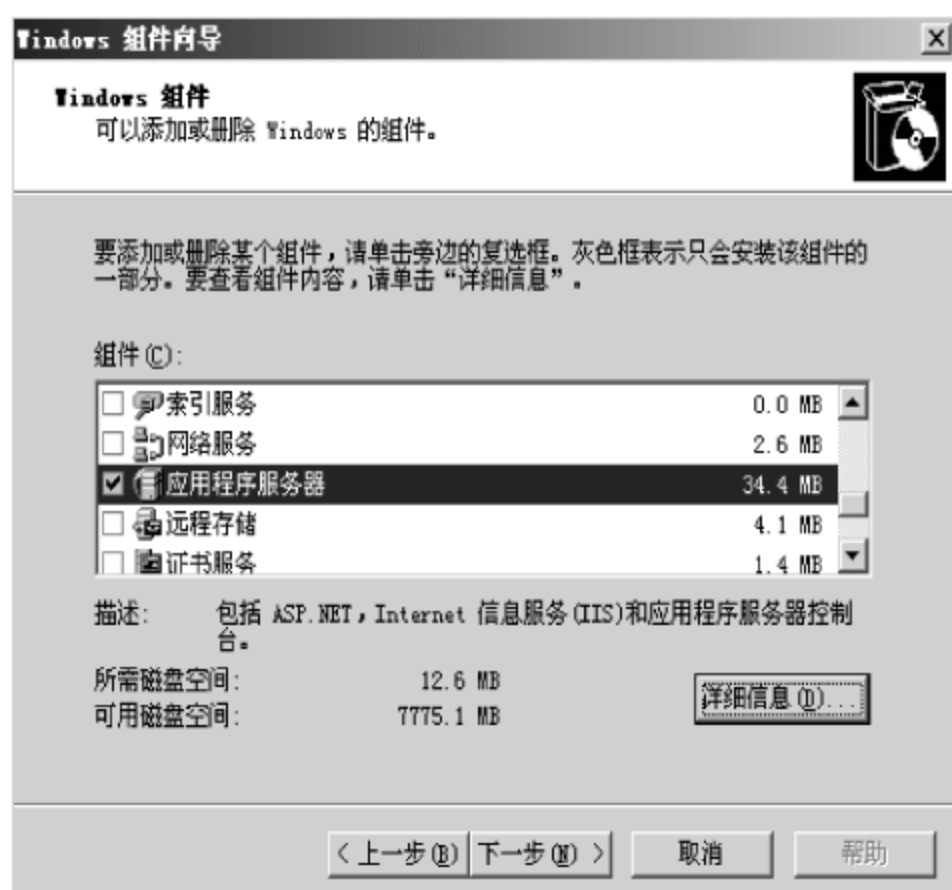 Windows 组件向导
Windows 组件
可以添加或删除 Windows 的组件。
要添加或删除某个组件，请单击旁边的复选框。灰色框表示只会安装该组件的
一部分。要查看组件内容，请单击“详细信息”。
组件(C):
索引服务 0.0 MB
网络服务 2.6 MB
应用程序服务器 34.4 MB
远程存储 4.1 MB
证书服务 1.4 MB
描述: 包括 ASP.NET，Internet 信息服务(IIS)和应用程序服务器控制
台。
所需磁盘空间: 12.6 MB
可用磁盘空间: 7775.1 MB
详细信息(D)...
< 上一步(B) 下一步(N) > 取消 帮助